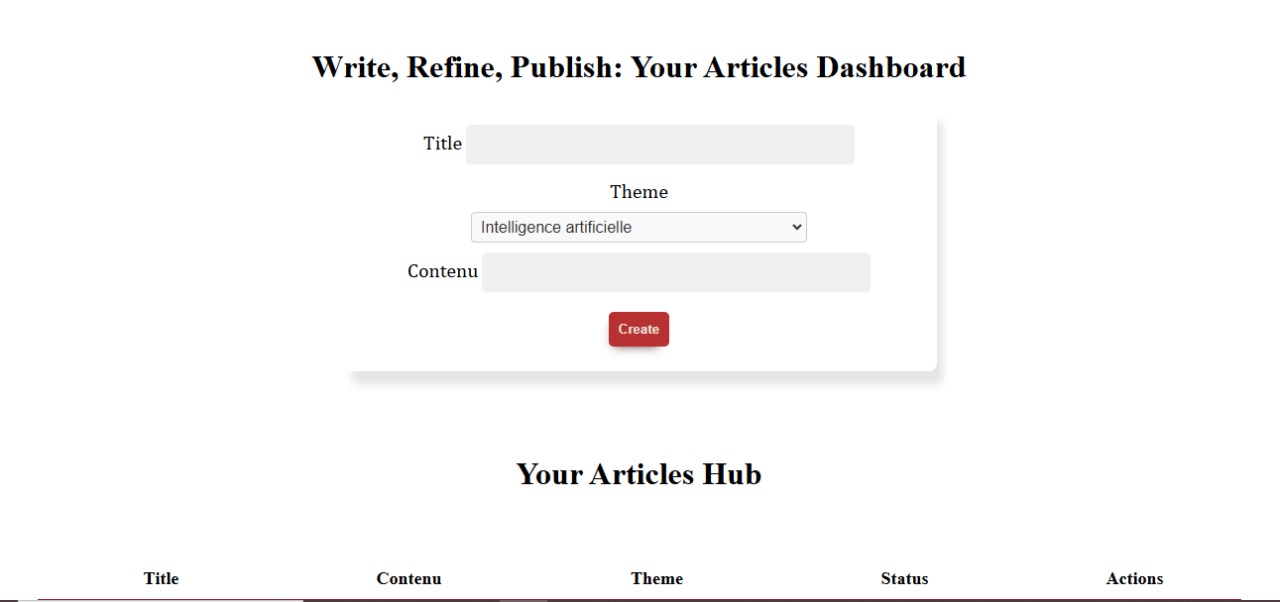 Write, Refine, Publish: Your Articles Dashboard
Title
Theme
Intelligence artificielle
Contenu
Create
Your Articles Hub
Title Contenu Theme Status Actions